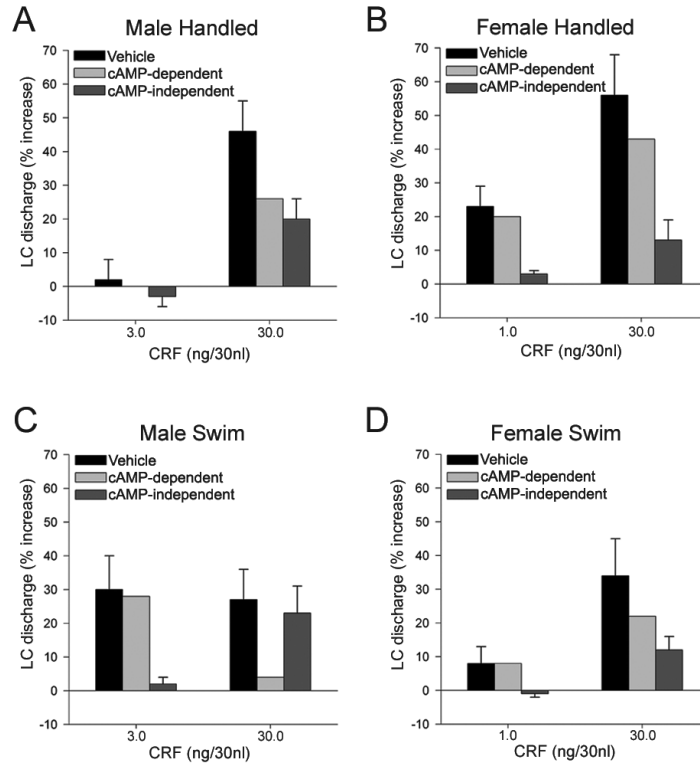 A
Male Handled
70
60
50
40
30
20
10
0
-10
LC discharge (% increase)
Vehicle
cAMP-dependent
cAMP-independent
3.0
30.0
CRF (ng/30nl)
B
Female Handled
70
60
50
40
30
20
10
0
-10
LC discharge (% increase)
Vehicle
cAMP-dependent
cAMP-independent
1.0
30.0
CRF (ng/30nl)
C
Male Swim
70
60
50
40
30
20
10
0
-10
LC discharge (% increase)
Vehicle
cAMP-dependent
cAMP-independent
3.0
30.0
CRF (ng/30nl)
D
Female Swim
70
60
50
40
30
20
10
0
-10
LC discharge (% increase)
Vehicle
cAMP-dependent
cAMP-independent
1.0
30.0
CRF (ng/30nl)